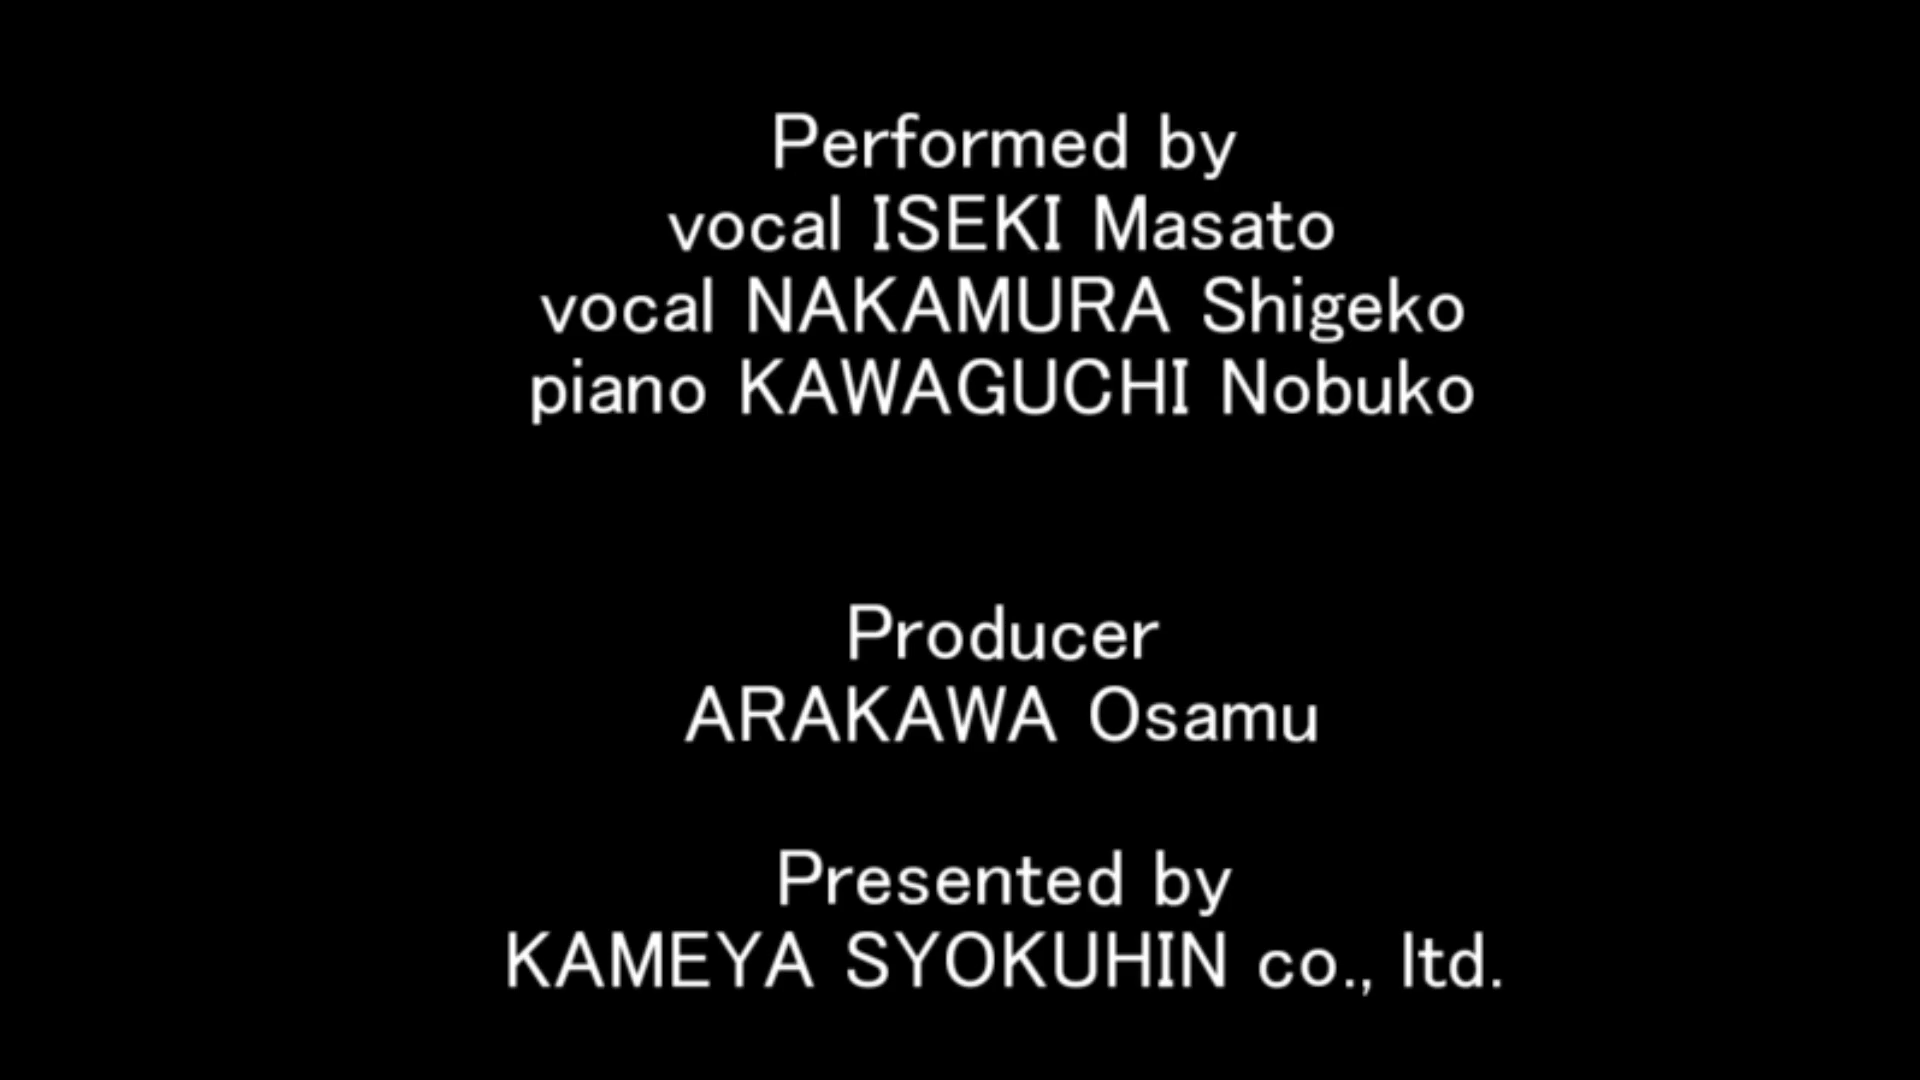 Performed by
vocal ISEKI Masato
vocal NAKAMURA Shigeko
piano KAWAGUCHI Nobuko
Producer
ARAKAWA Osamu
Presented by
KAMEYA SYOKUHIN co., ltd.